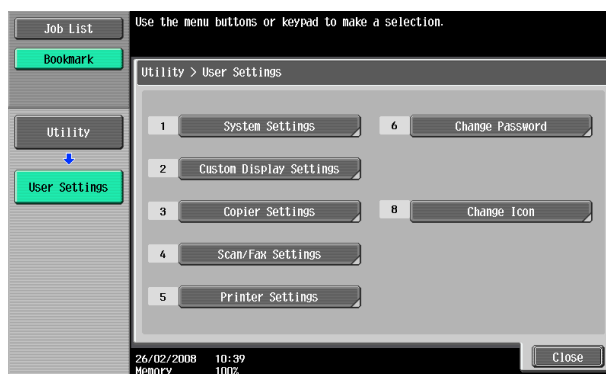 Job List
Bookmark
Utility
User Settings
Use the menu buttons or keypad to make a selection.
Utility > User Settings
1 System Settings
2 Custom Display Settings
3 Copier Settings
4 Scan/Fax Settings
5 Printer Settings
6 Change Password
8 Change Icon
26/02/2008 10:39
Memory 100%
Close